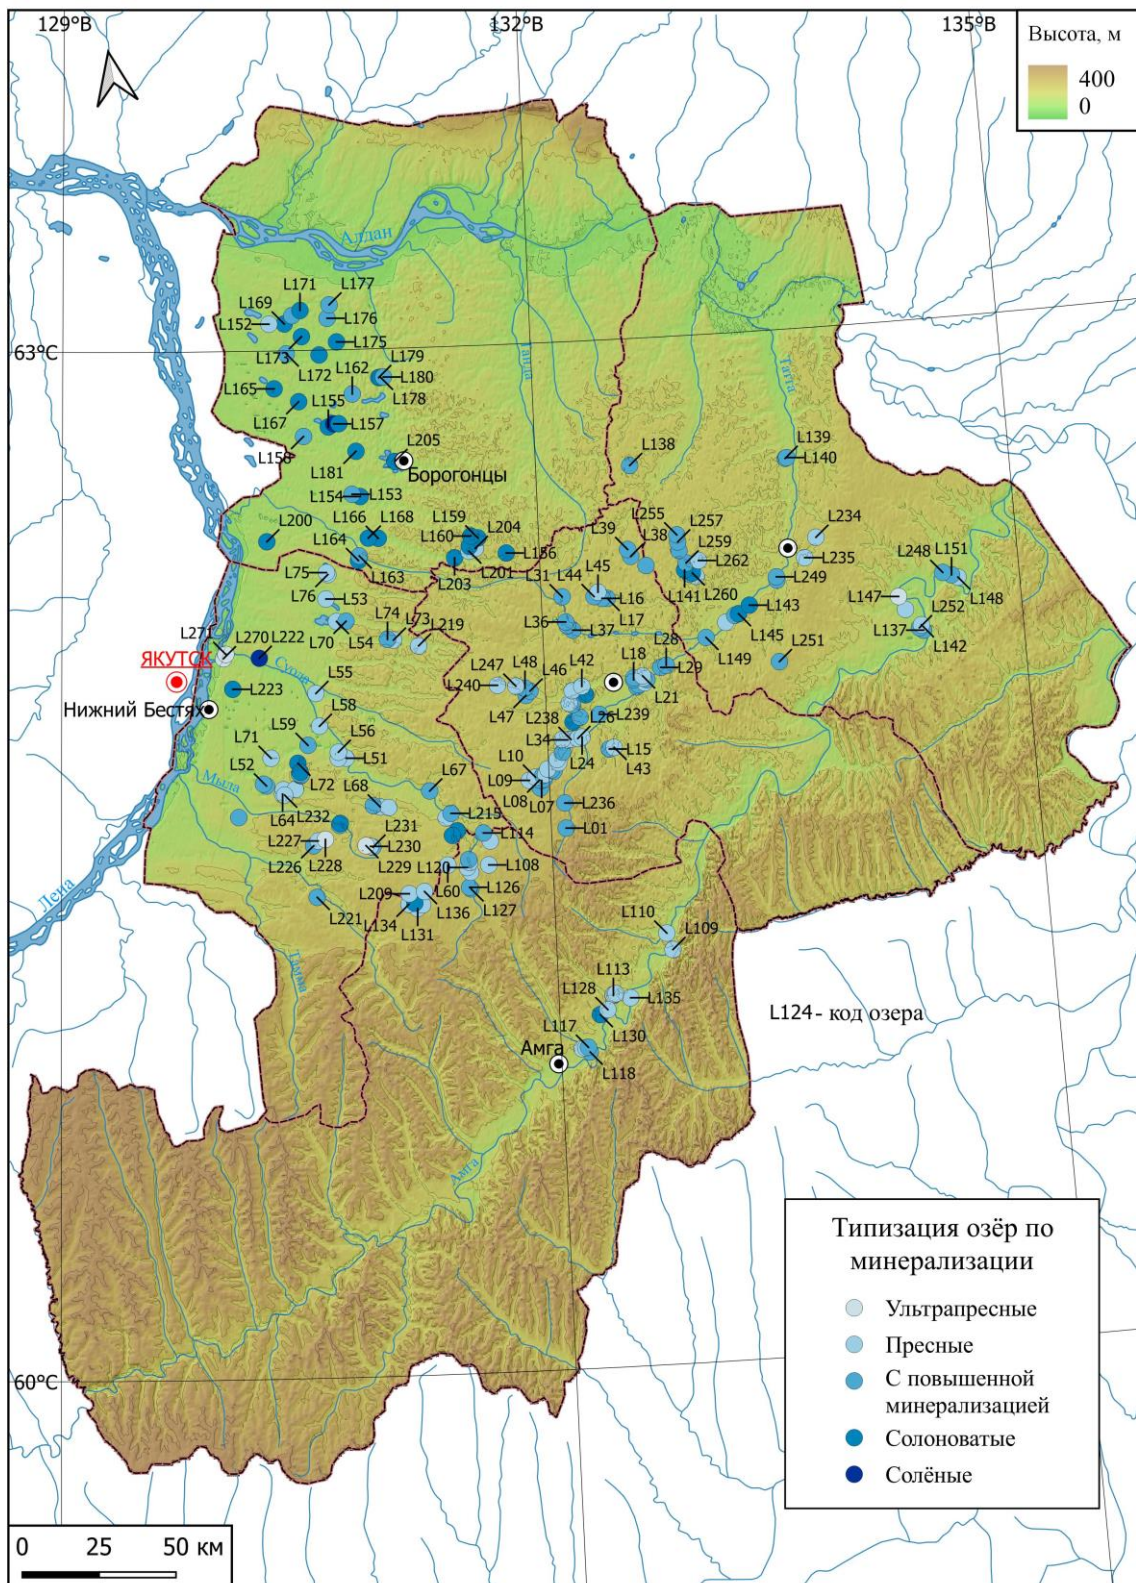 129°В
132°В
135°В
Высота, м
400
0
Алдан
L171
L177
L169
L152
L176
L175
63°С
L173
L172
L162
L179
L180
L178
L165
L155
L167
L157
L158
L205
L181
Борогонцы
L154
L153
Татта
L138
L139
L140
L200
L166
L168
L159
L204
L160
L164
L163
L203
L201
L156
L39
L38
L255
L257
L259
L262
L234
L235
L248
L151
L75
L76
L53
L31
L44
L45
L16
L17
L141
L260
L249
L147
L148
L74
L73
L219
L70
L54
L36
L37
L143
L145
L252
L137
L142
L271
L270
L222
ЯКУТСК
Суола
L28
L29
L149
L251
L223
L55
L247
L48
L46
L42
L18
L240
L47
L21
Нижний Бестях
L58
L59
L56
L238
L26
L239
L34
L71
L51
L10
L24
L15
L43
L52
Мыла
L72
L68
L67
L09
L08
L07
L236
L64
L232
L215
L01
L227
L231
L114
L226
L228
L230
L229
L120
L108
Лена
L209
L60
L126
L221
L134
L136
L127
L131
L110
L109
Тамма
L113
L128
L135
L124 - код озера
L130
L117
Амга
L118
Амга
Типизация озёр по
минерализации
Ультрапресные
Пресные
С повышенной
минерализацией
Солоноватые
Солёные
60°С
0 25 50 км